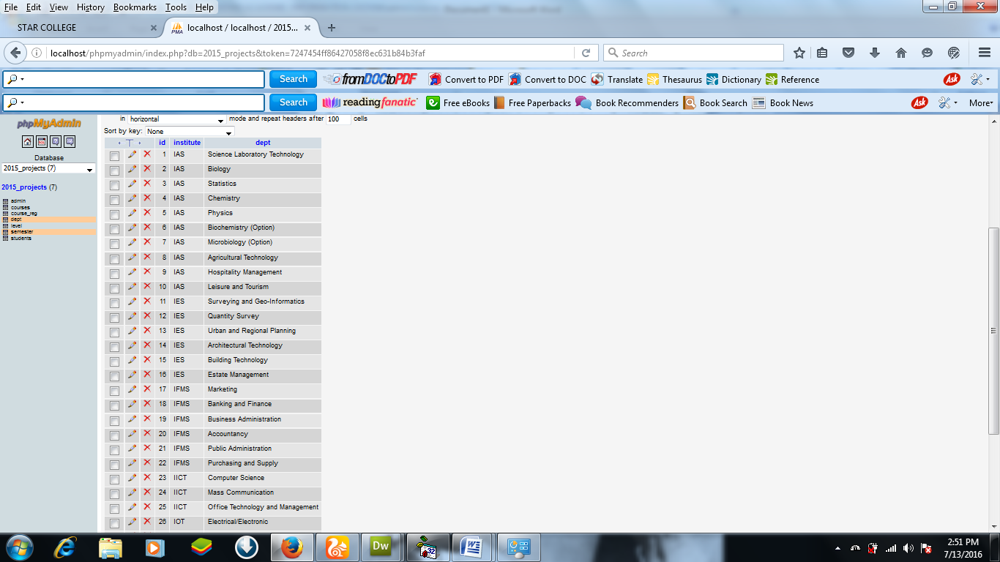 File Edit View History Bookmarks Tools Help
STAR COLLEGE
localhost / localhost / 2015...
localhost/phpmyadmin/index.php?db=2015_projects&token=7247454ff86427058f8ec631b84b3faf
Search
Search fromDOCtoPDF Convert to PDF Convert to DOC Translate Thesaurus Dictionary Reference Ask
Search reading fanatic Free eBooks Free Paperbacks Book Recommenders Book Search Book News Ask More
phpMyAdmin
Database
2015_projects (7)
2015_projects (7)
admin
courses
course_reg
dept
level
semester
students
in horizontal mode and repeat headers after 100 cells
Sort by key: None
id institute dept
1 IAS Science Laboratory Technology
2 IAS Biology
3 IAS Statistics
4 IAS Chemistry
5 IAS Physics
6 IAS Biochemistry (Option)
7 IAS Microbiology (Option)
8 IAS Agricultural Technology
9 IAS Hospitality Management
10 IAS Leisure and Tourism
11 IES Surveying and Geo-Informatics
12 IES Quantity Survey
13 IES Urban and Regional Planning
14 IES Architectural Technology
15 IES Building Technology
16 IES Estate Management
17 IFMS Marketing
18 IFMS Banking and Finance
19 IFMS Business Administration
20 IFMS Accountancy
21 IFMS Public Administration
22 IFMS Purchasing and Supply
23 IICT Computer Science
24 IICT Mass Communication
25 IICT Office Technology and Management
26 IOT Electrical/Electronic
Dw
2:51 PM
7/13/2016